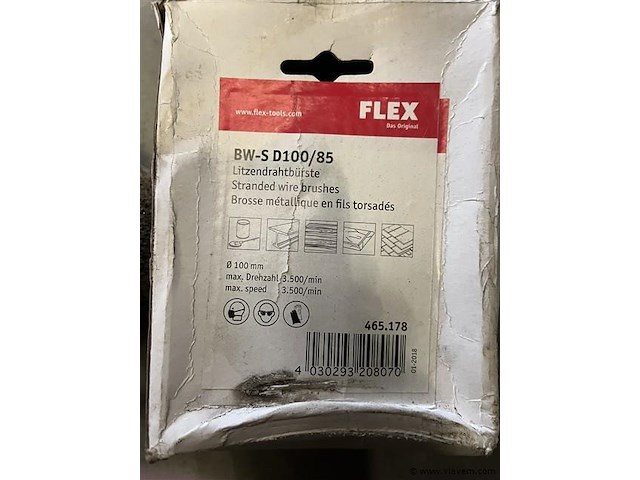 www.flex-tools.com
FLEX
Das Original
BW-S D100/85
Litzendrahtbürste
Stranded wire brushes
Brosse métallique en fils torsadés
Ø 100 mm
max. Drehzahl 3.500/min
max. speed 3.500/min
465.178
4 030293 208070
01-2018